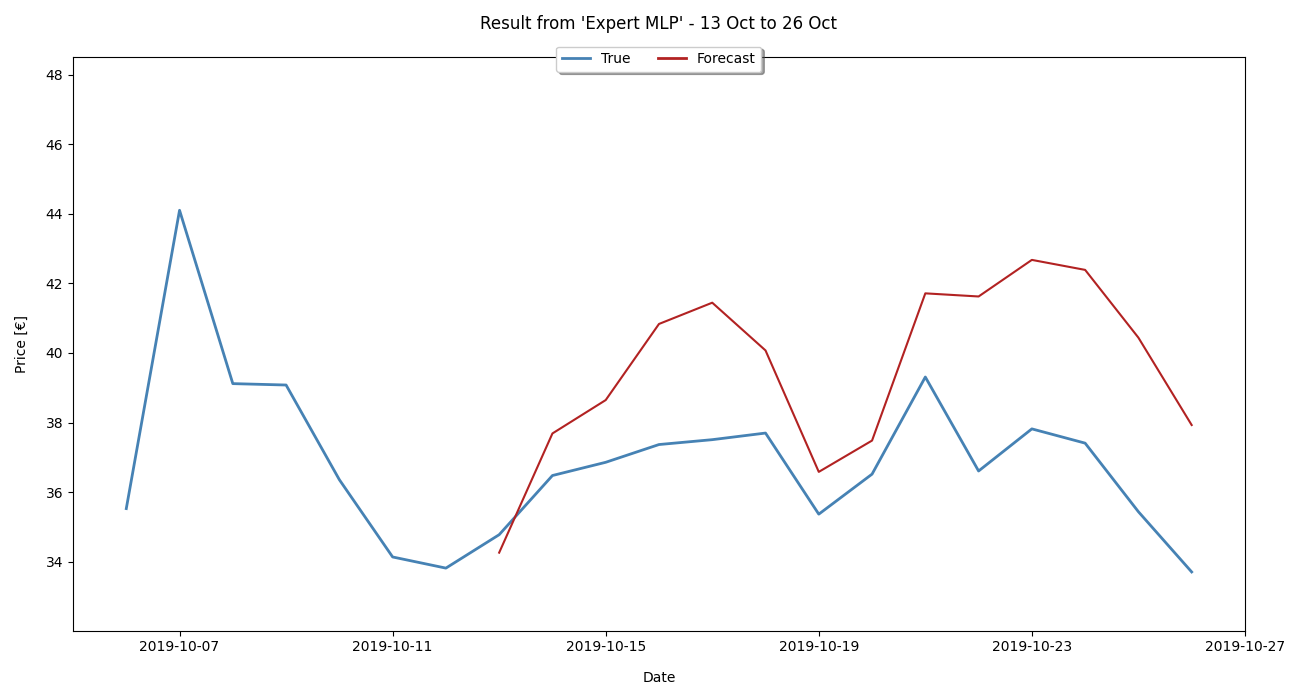 Result from 'Expert MLP' - 13 Oct to 26 Oct
True
Forecast
48
46
44
42
40
38
36
34
Price [€]
2019-10-07
2019-10-11
2019-10-15
2019-10-19
2019-10-23
2019-10-27
Date